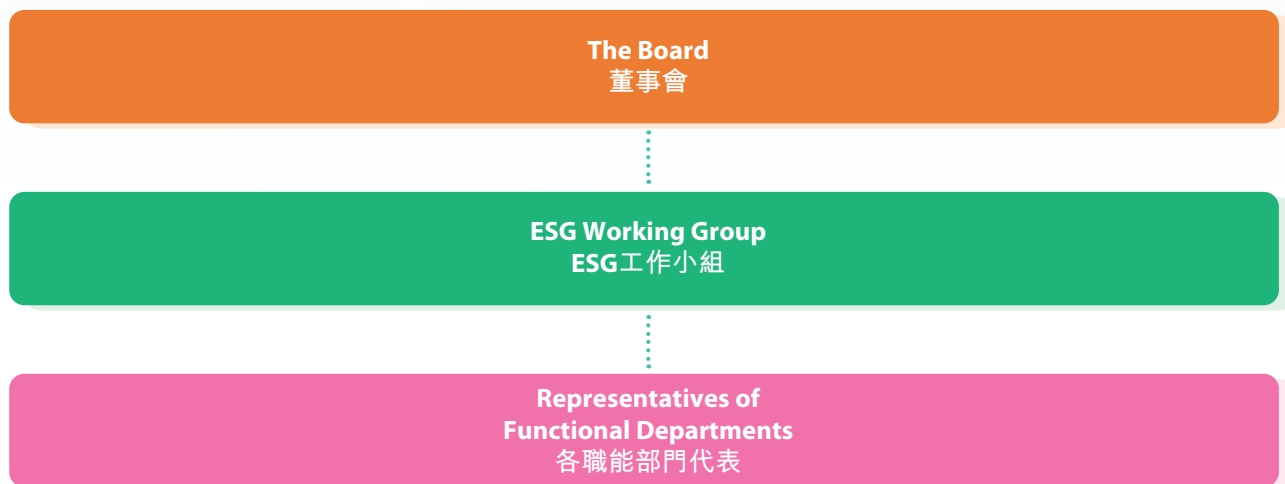 The Board
董事會
ESG Working Group
ESG工作小組
Representatives of
Functional Departments
各職能部門代表